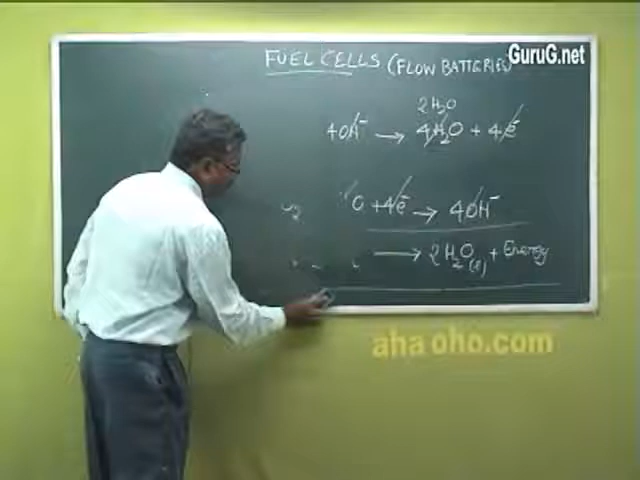 FUEL CELLS (FLOW BATTERIES)
GuruG.net
2H₂O
4OH⁻ → 4H₂O + 4e⁻
O + 4e⁻ → 4OH⁻
→ 2H₂O(l) + Energy
aha oho.com